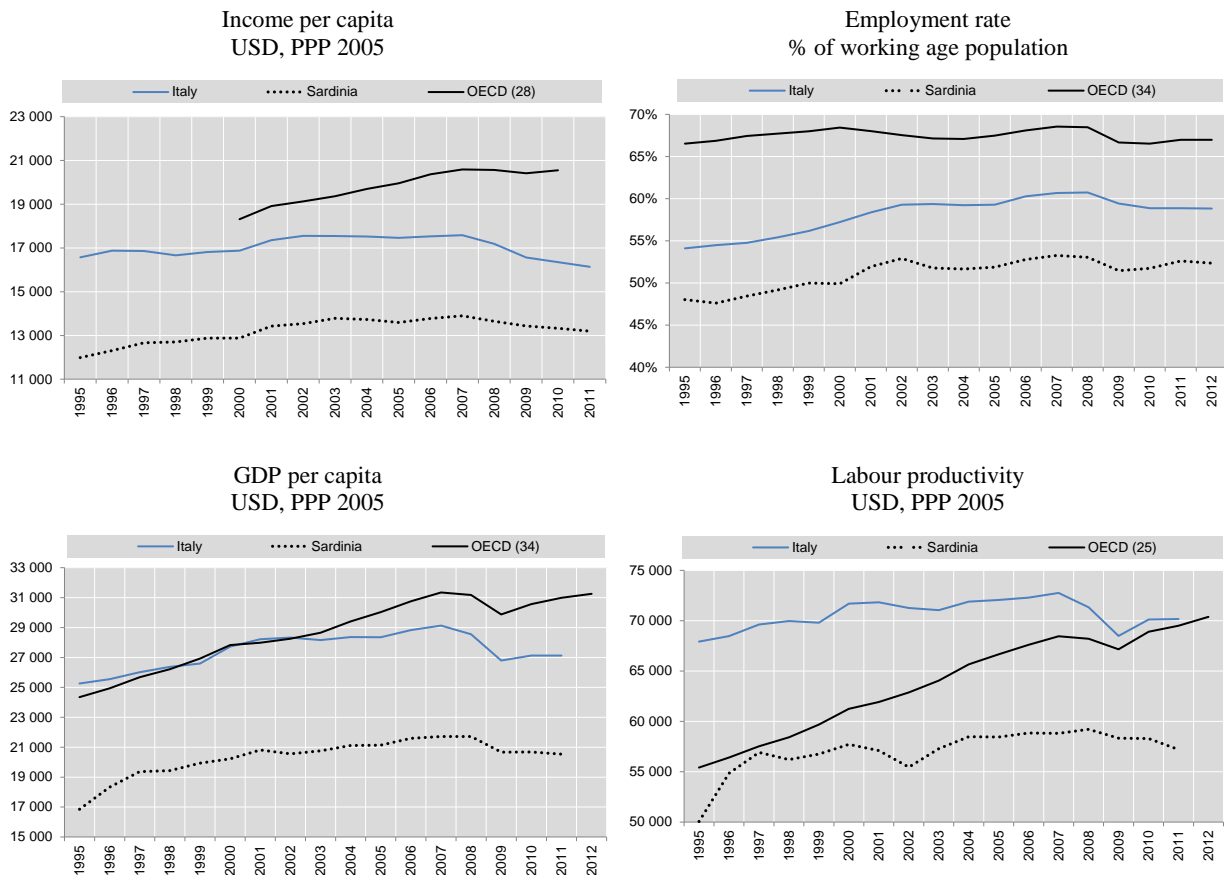 Income per capita
USD, PPP 2005
Italy Sardinia OECD (28)
23 000
21 000
19 000
17 000
15 000
13 000
11 000
1995 1996 1997 1998 1999 2000 2001 2002 2003 2004 2005 2006 2007 2008 2009 2010 2011
Employment rate
% of working age population
Italy Sardinia OECD (34)
70%
65%
60%
55%
50%
45%
40%
1995 1996 1997 1998 1999 2000 2001 2002 2003 2004 2005 2006 2007 2008 2009 2010 2011 2012
GDP per capita
USD, PPP 2005
Italy Sardinia OECD (34)
33 000
31 000
29 000
27 000
25 000
23 000
21 000
19 000
17 000
15 000
1995 1996 1997 1998 1999 2000 2001 2002 2003 2004 2005 2006 2007 2008 2009 2010 2011 2012
Labour productivity
USD, PPP 2005
Italy Sardinia OECD (25)
75 000
70 000
65 000
60 000
55 000
50 000
1995 1996 1997 1998 1999 2000 2001 2002 2003 2004 2005 2006 2007 2008 2009 2010 2011 2012